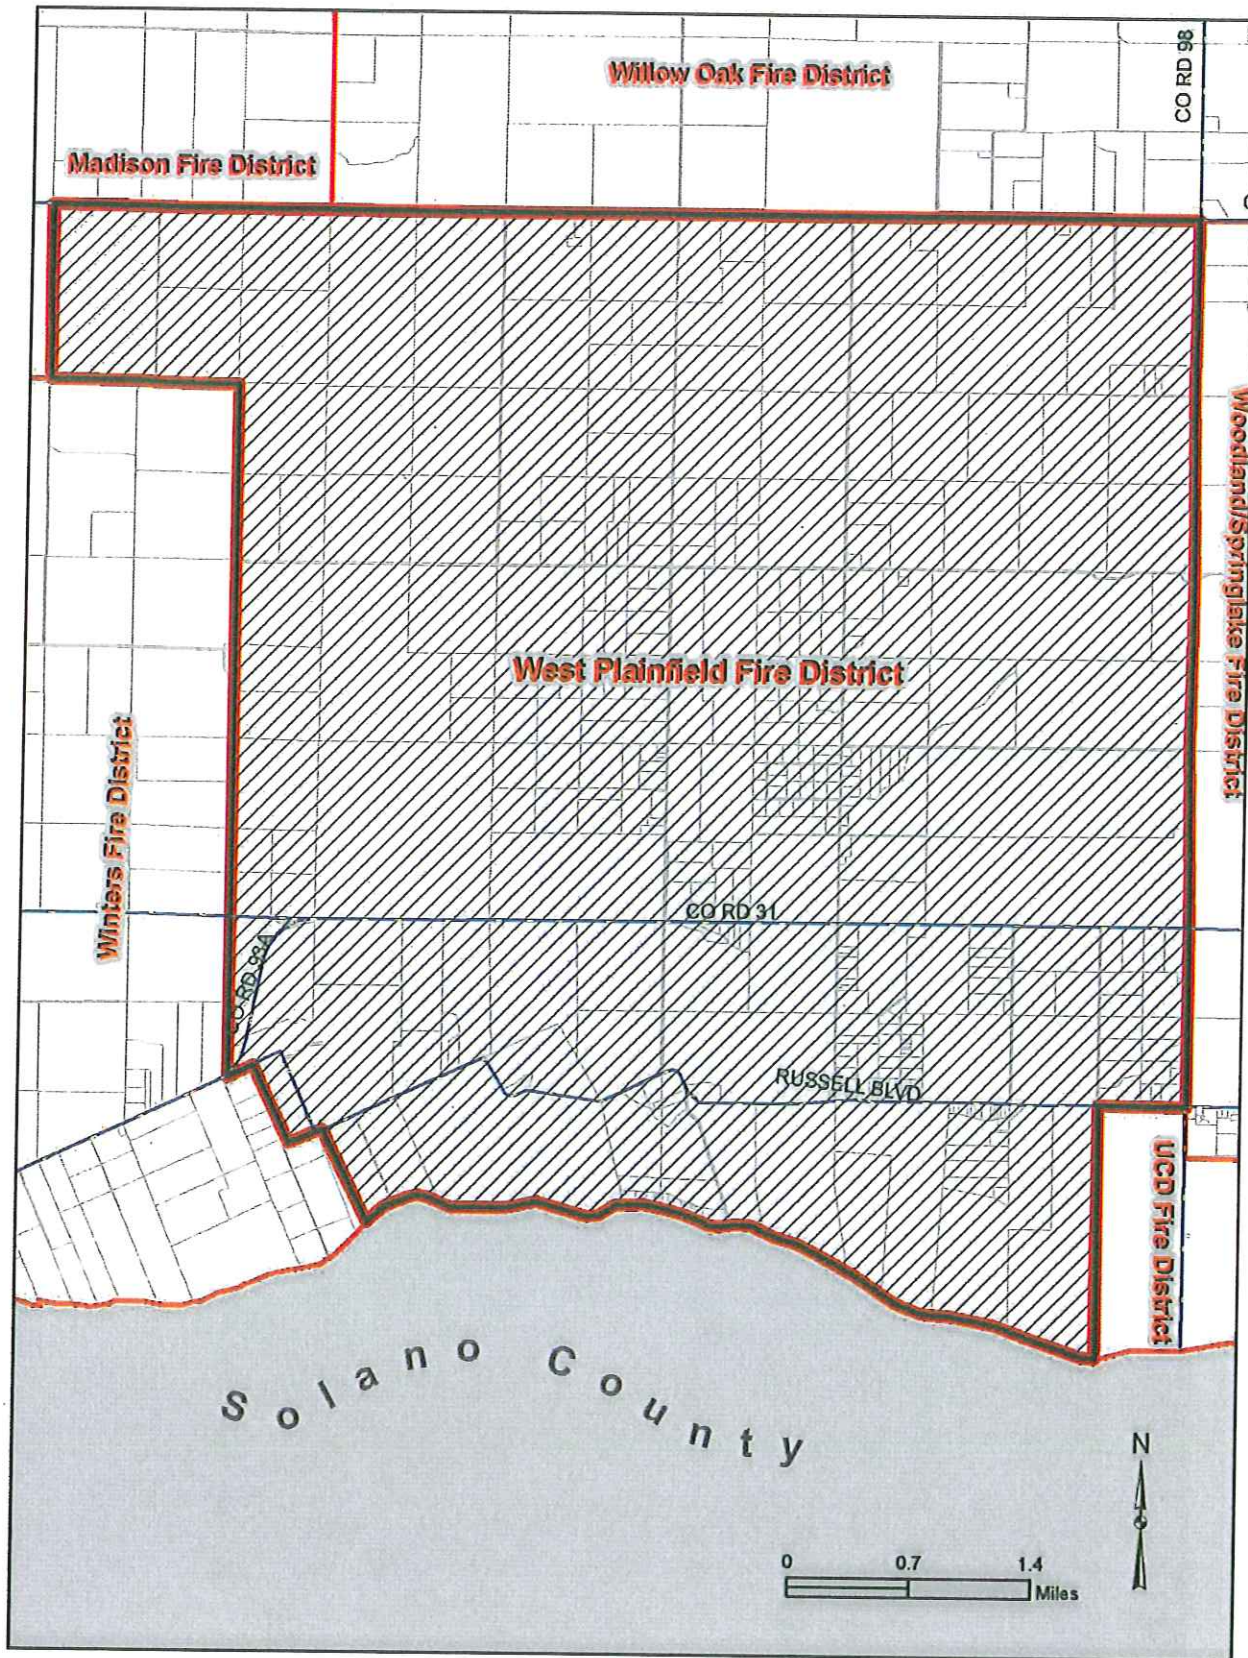 Willow Oak Fire District
CO RD 98
Madison Fire District
Woodland/Springlake Fire District
West Plainfield Fire District
Winters Fire District
CO RD 31
CO RD 93A
RUSSELL BLVD
UCD Fire District
Solano County
N
0 0.7 1.4
Miles